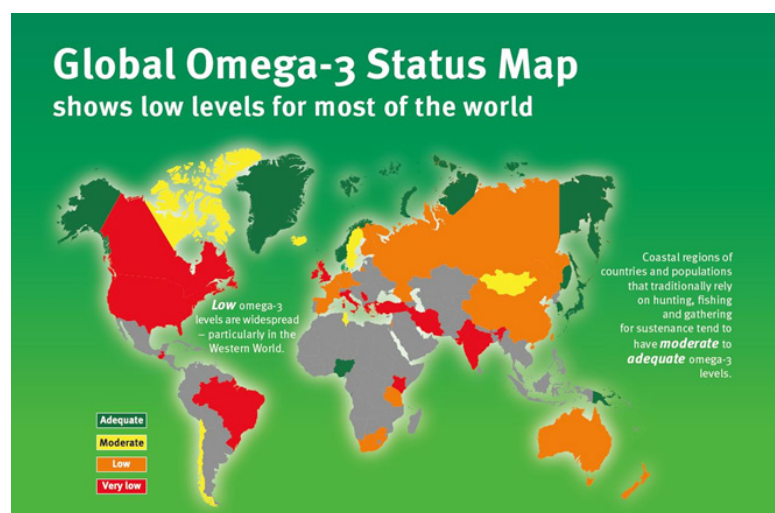 Global Omega-3 Status Map
shows low levels for most of the world
Coastal regions of
countries and populations
that traditionally rely
on hunting, fishing
and gathering
for sustenance tend to
have moderate to
adequate omega-3
levels.
Low omega-3
levels are widespread
– particularly in the
Western World.
Adequate
Moderate
Low
Very low